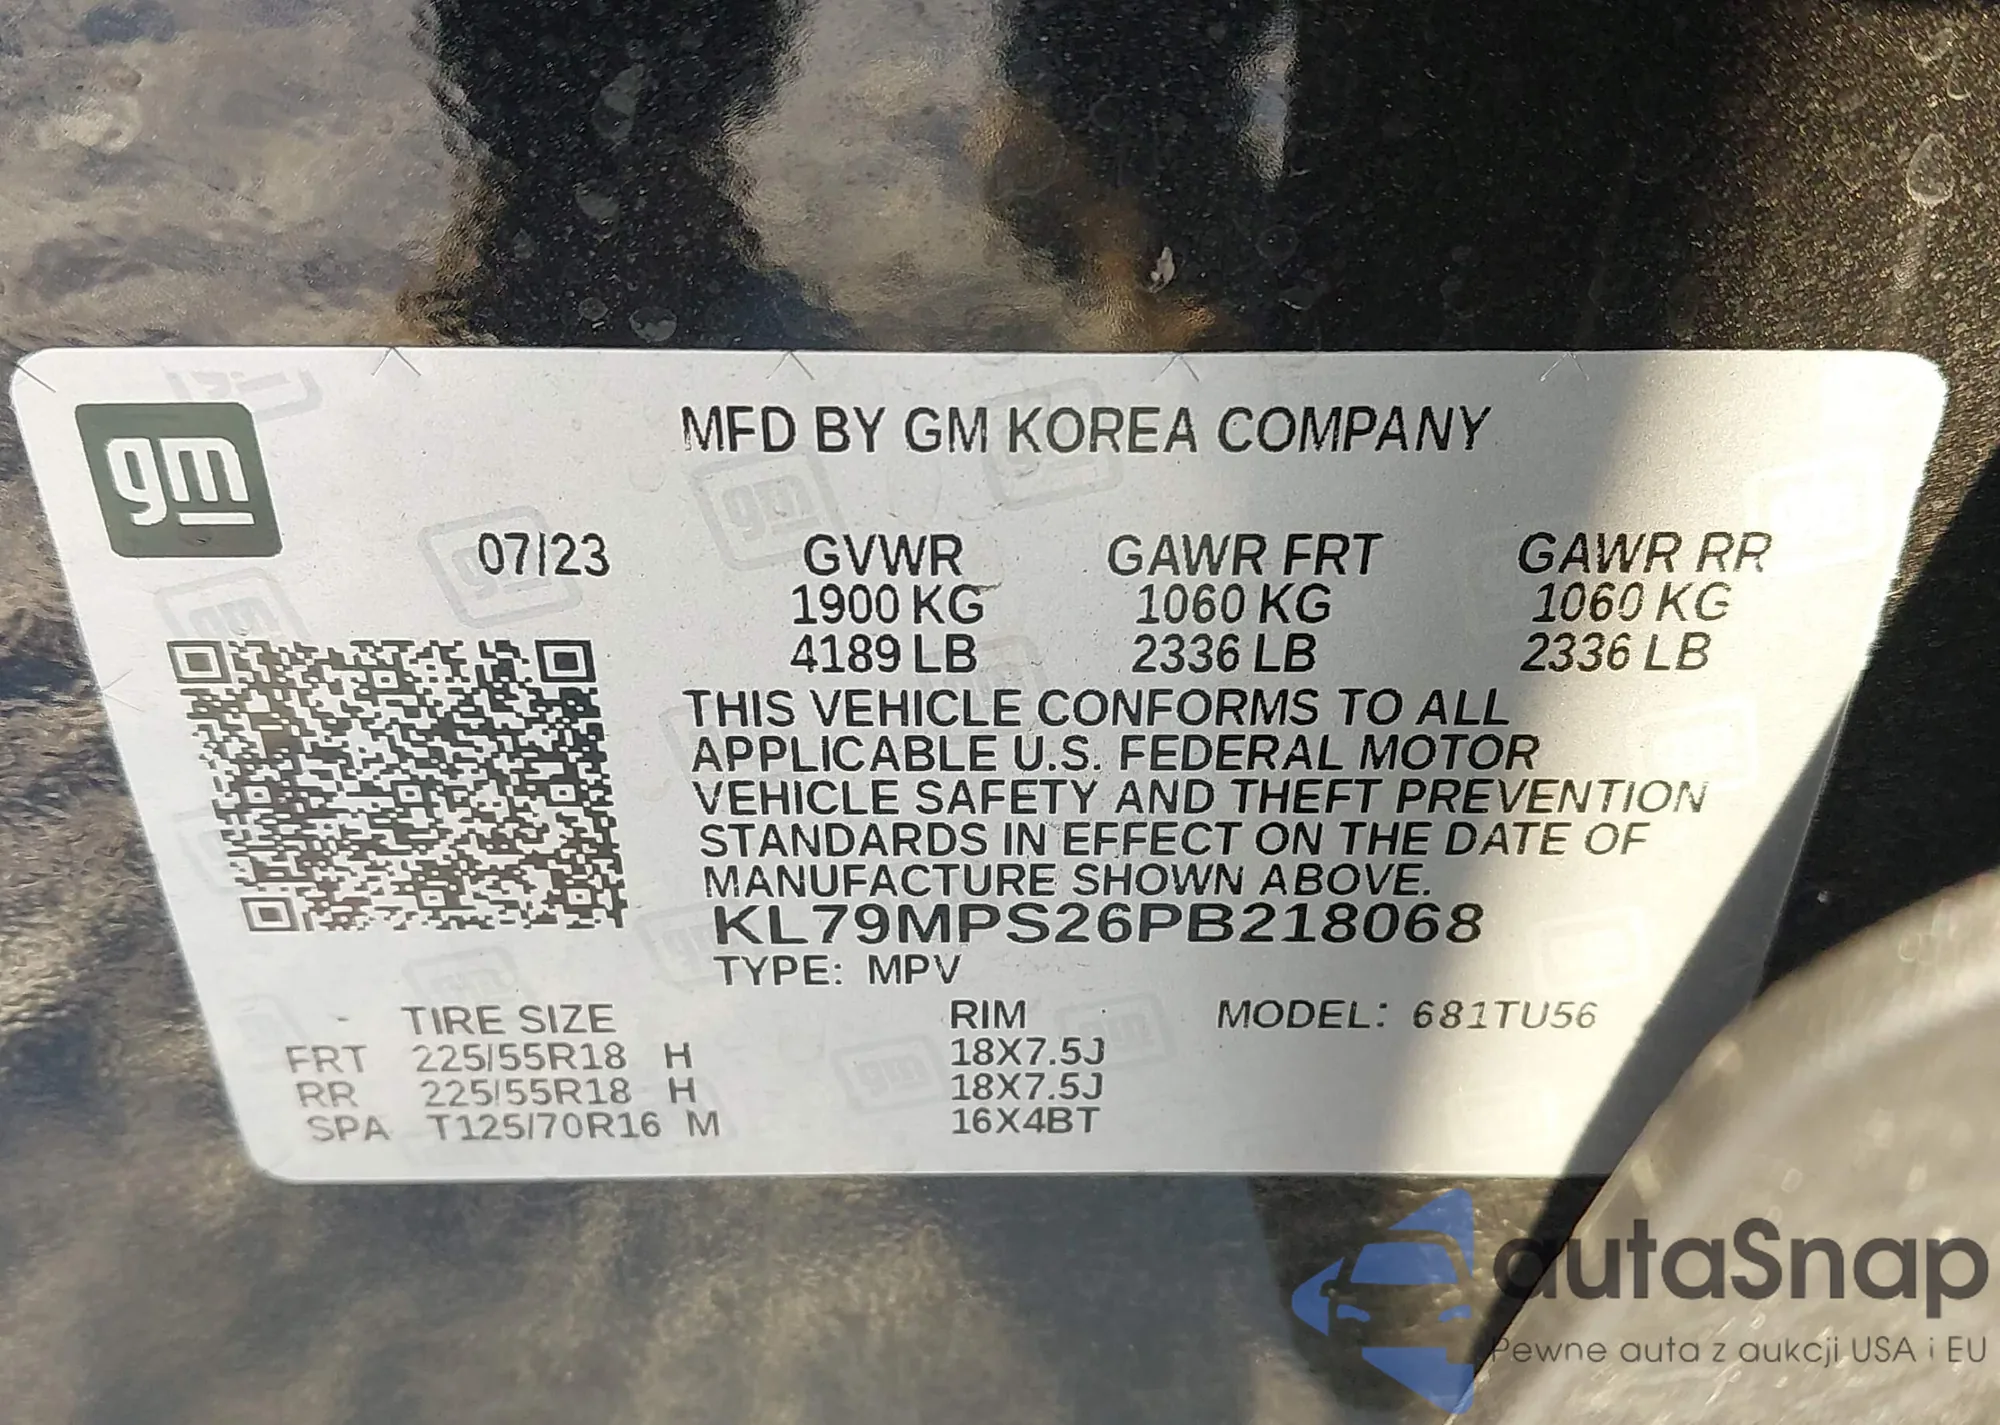 gm
MFD BY GM KOREA COMPANY
07/23 GVWR GAWR FRT GAWR RR
1900 KG 1060 KG 1060 KG
4189 LB 2336 LB 2336 LB
THIS VEHICLE CONFORMS TO ALL
APPLICABLE U.S. FEDERAL MOTOR
VEHICLE SAFETY AND THEFT PREVENTION
STANDARDS IN EFFECT ON THE DATE OF
MANUFACTURE SHOWN ABOVE.
KL79MPS26PB218068
TYPE: MPV
TIRE SIZE RIM MODEL: 681TU56
FRT 225/55R18 H 18X7.5J
RR 225/55R18 H 18X7.5J
SPA T125/70R16 M 16X4BT
autaSnap
Pewne auta z aukcji USA i EU